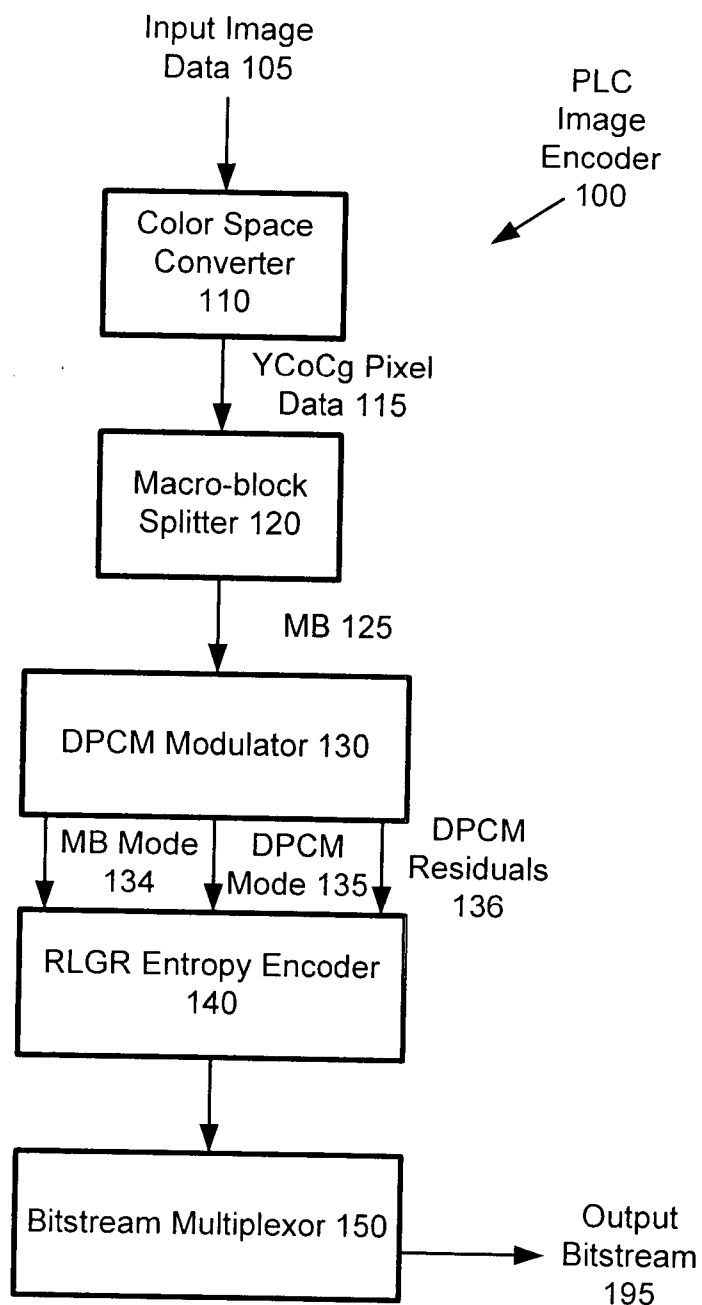 Input Image
Data 105
PLC
Image
Encoder
100
Color Space
Converter
110
YCoCg Pixel
Data 115
Macro-block
Splitter 120
MB 125
DPCM Modulator 130
MB Mode
134
DPCM
Mode 135
DPCM
Residuals
136
RLGR Entropy Encoder
140
Bitstream Multiplexor 150
Output
Bitstream
195